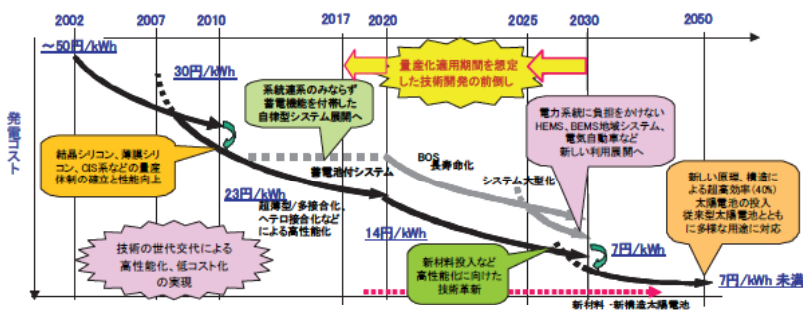 2002
2007
2010
2017
2020
2025
2030
2050
発電コスト
～50円/kWh
30円/kWh
系統連系のみならず
蓄電機能を付帯した
自律型システム展開へ
量産化適用期間を想定
した技術開発の前倒し
電力系統に負担をかけない
HEMS、BEMS地域システム、
電気自動車など
新しい利用展開へ
結晶シリコン、薄膜シリ
コン、CIS系などの量産
体制の確立と性能向上
蓄電池付システム
BOS
長寿命化
システム大型化
新しい原理、構造に
よる超高効率(40%)
太陽電池の投入
従来型太陽電池ととも
に多様な用途に対応
23円/kWh
超薄型/多接合化、
ヘテロ接合化など
による高性能化
14円/kWh
7円/kWh
技術の世代交代による
高性能化、低コスト化
の実現
新材料投入など
高性能化に向けた
技術革新
7円/kWh 未満
新材料・新構造太陽電池